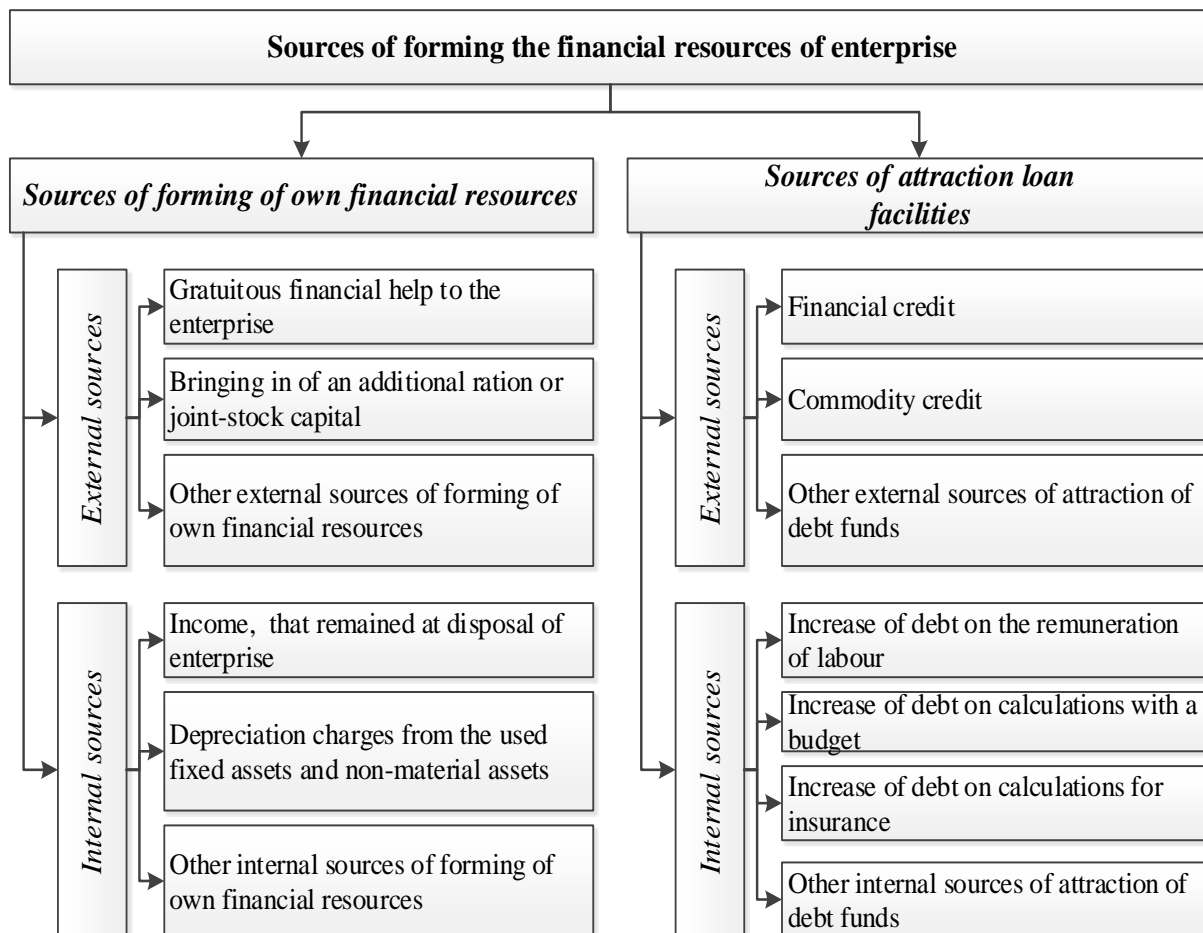 Sources of forming the financial resources of enterprise
Sources of forming of own financial resources
External sources
Gratuitous financial help to the
enterprise
Bringing in of an additional ration or
joint-stock capital
Other external sources of forming of
own financial resources
Internal sources
Income, that remained at disposal of
enterprise
Depreciation charges from the used
fixed assets and non-material assets
Other internal sources of forming of
own financial resources
Sources of attraction loan
facilities
External sources
Financial credit
Commodity credit
Other external sources of attraction of
debt funds
Internal sources
Increase of debt on the remuneration
of labour
Increase of debt on calculations with a
budget
Increase of debt on calculations for
insurance
Other internal sources of attraction of
debt funds